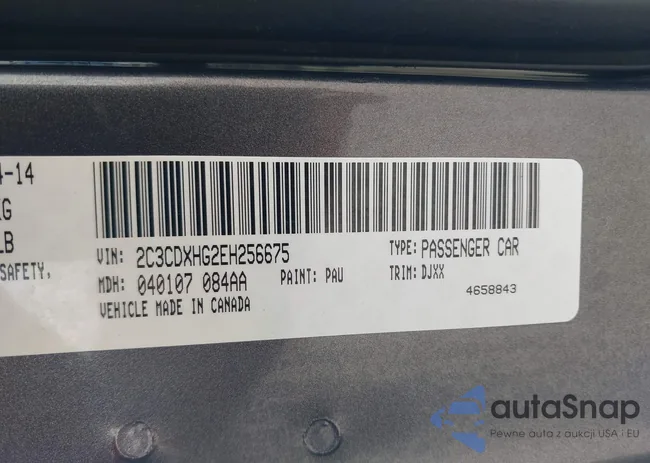 4-14
KG
LB
SAFETY,
VIN: 2C3CDXHG2EH256675
TYPE: PASSENGER CAR
MDH: 040107 084AA
PAINT: PAU
TRIM: DJXX
VEHICLE MADE IN CANADA
4658843
autaSnap
Pewne auta z aukcji USA i EU